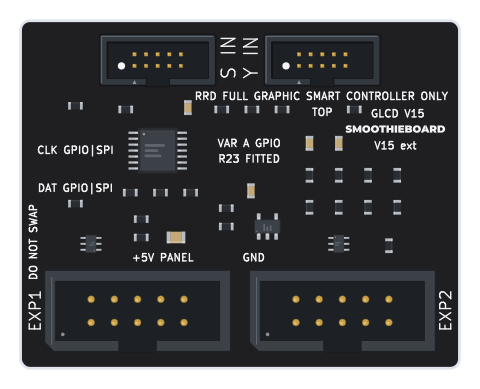 S IN
Y IN
RRD FULL GRAPHIC SMART CONTROLLER ONLY
TOP
GLCD V15
SMOOTHIEBOARD
V15 ext
CLK GPIO|SPI
VAR A GPIO
R23 FITTED
DAT GPIO|SPI
DO NOT SWAP
+5V PANEL
GND
EXP1
EXP2